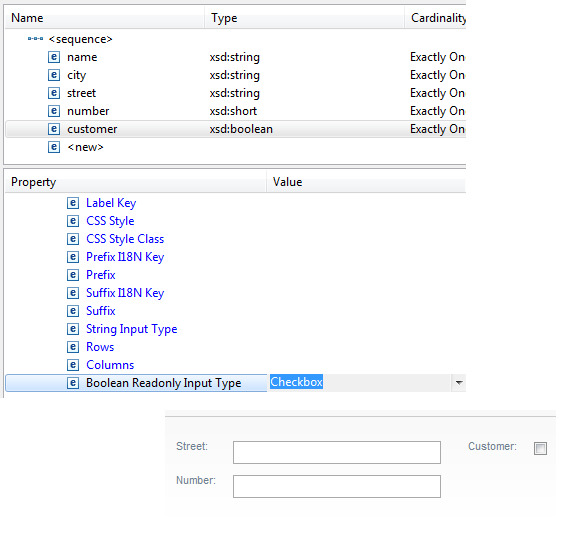 Name Type Cardinality
<sequence>
e name xsd:string Exactly On
e city xsd:string Exactly On
e street xsd:string Exactly On
e number xsd:short Exactly On
e customer xsd:boolean Exactly On
e <new>
Property Value
e Label Key
e CSS Style
e CSS Style Class
e Prefix I18N Key
e Prefix
e Suffix I18N Key
e Suffix
e String Input Type
e Rows
e Columns
e Boolean Readonly Input Type Checkbox
Street: Customer:
Number: